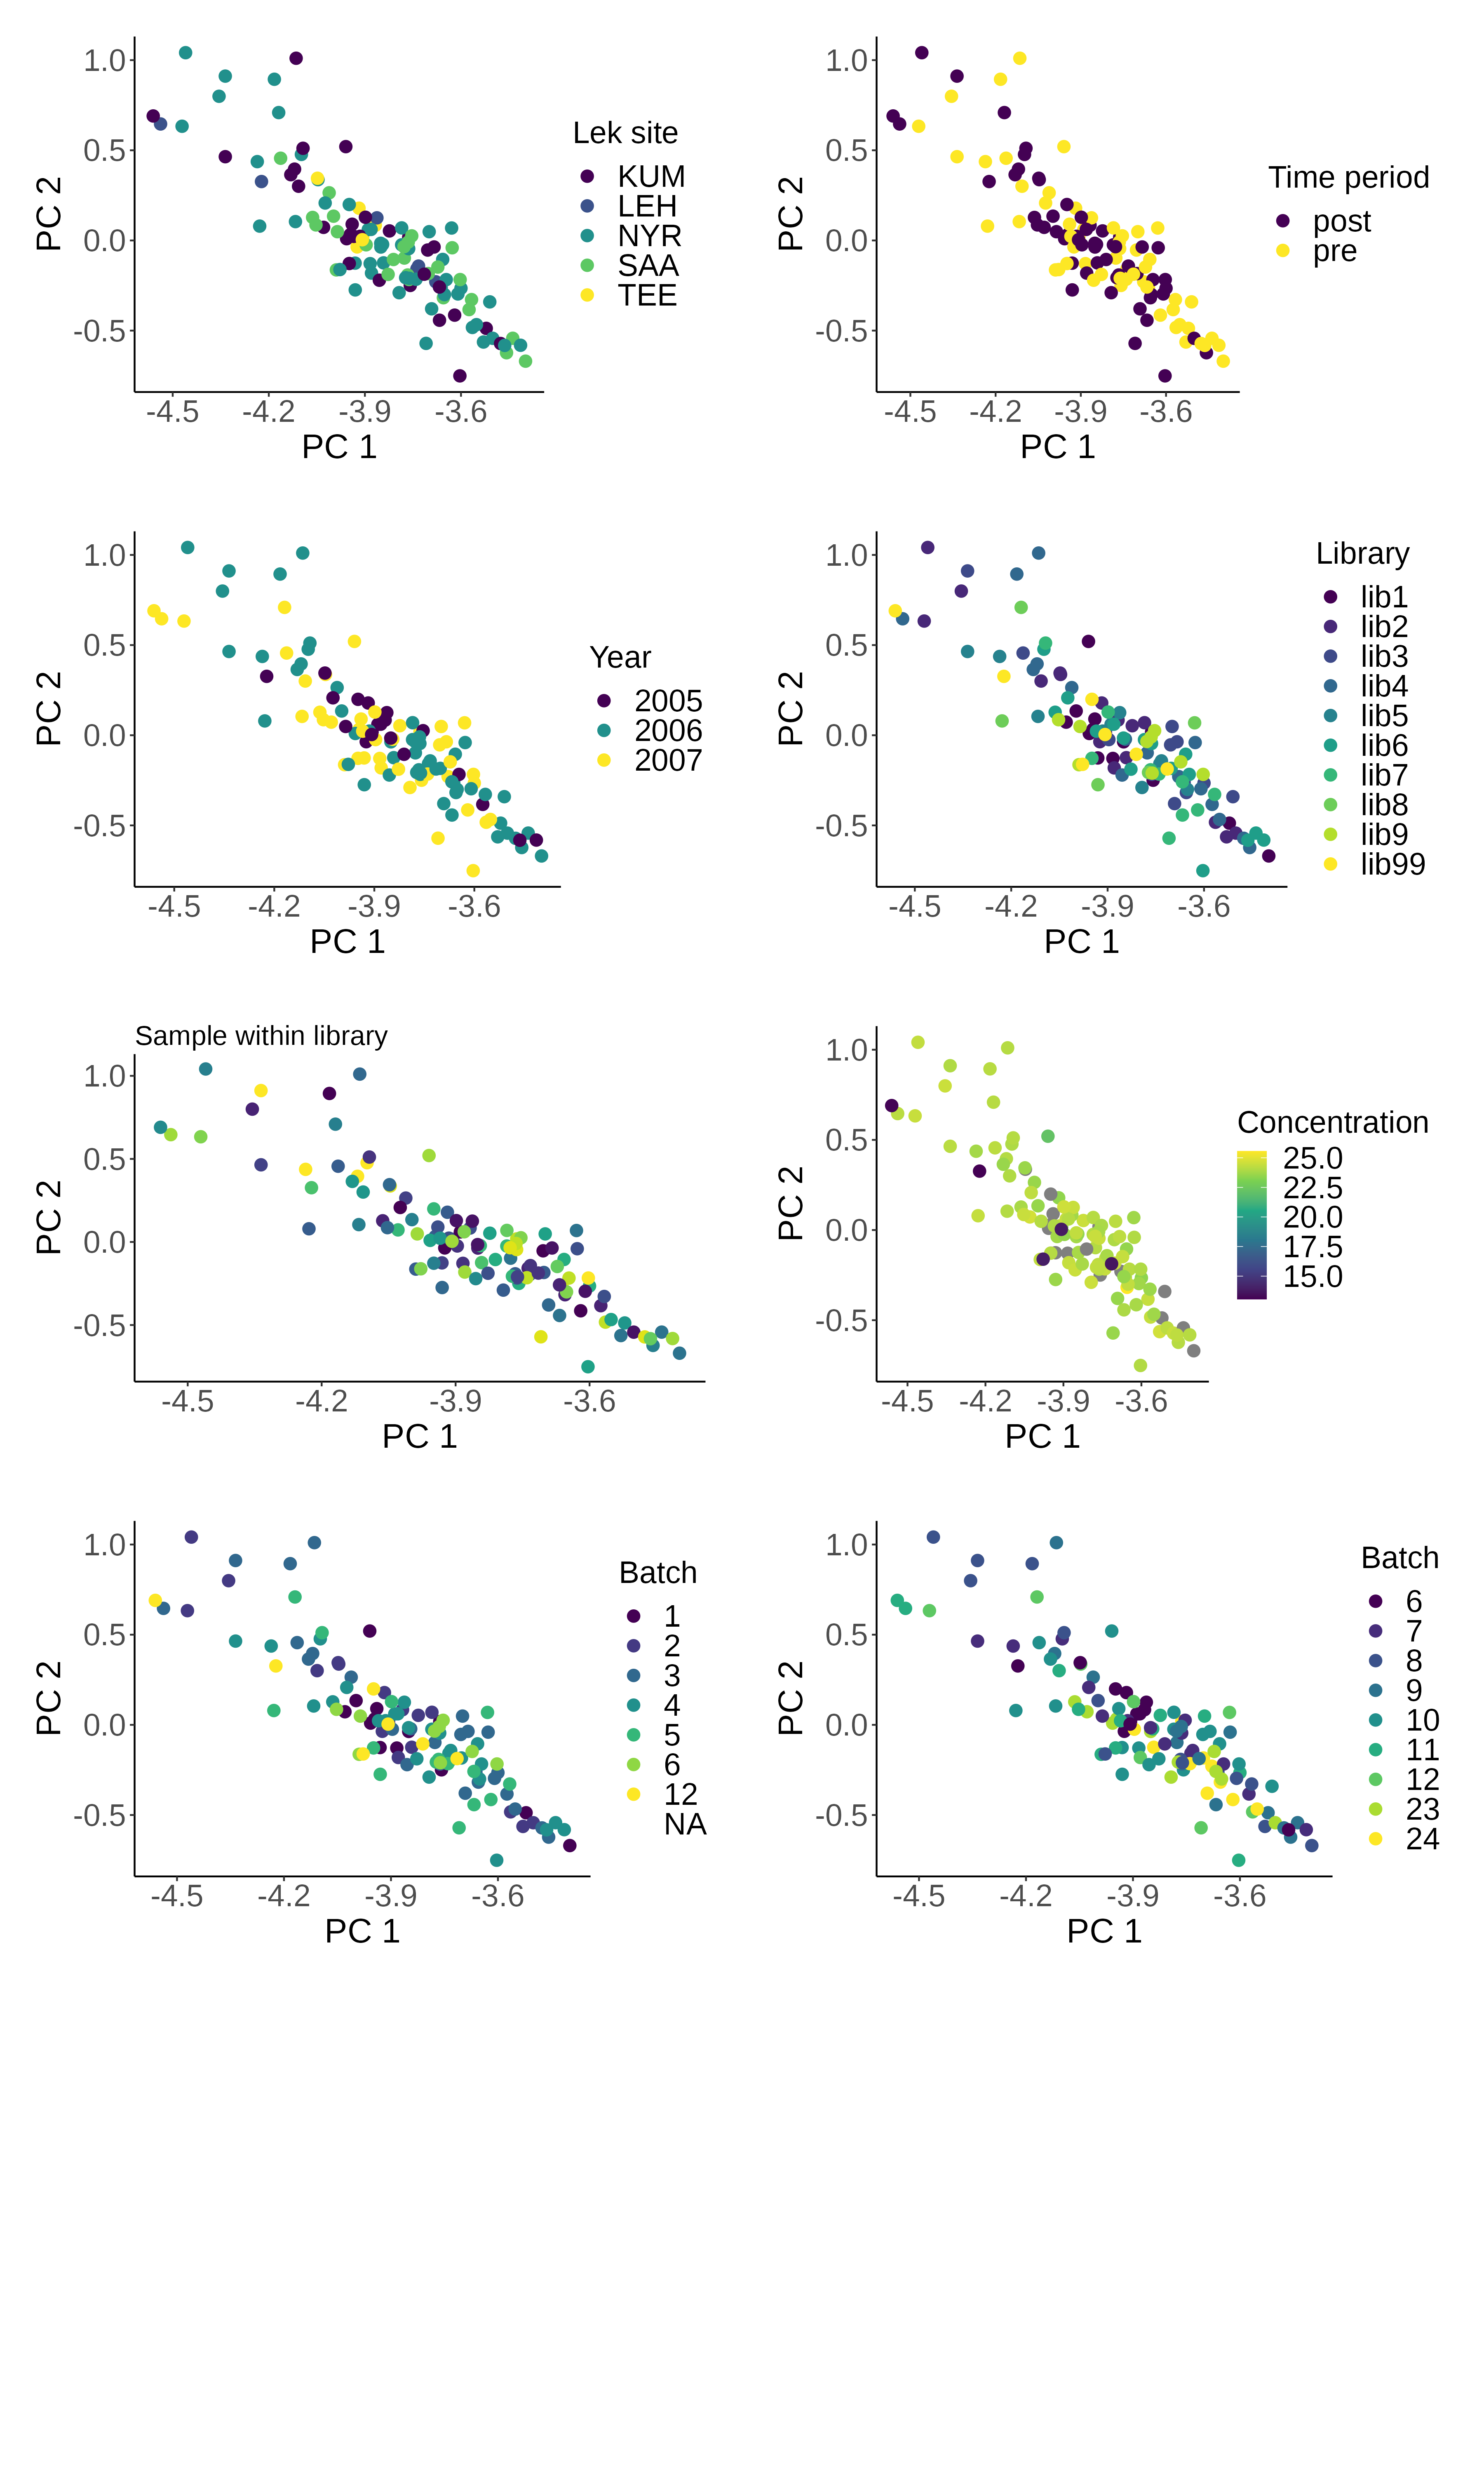 1.0
0.5
0.0
-0.5
PC 2
-4.5 -4.2 -3.9 -3.6
PC 1
Lek site
KUM
LEH
NYR
SAA
TEE
1.0
0.5
0.0
-0.5
PC 2
-4.5 -4.2 -3.9 -3.6
PC 1
Time period
post
pre
1.0
0.5
0.0
-0.5
PC 2
-4.5 -4.2 -3.9 -3.6
PC 1
Year
2005
2006
2007
1.0
0.5
0.0
-0.5
PC 2
-4.5 -4.2 -3.9 -3.6
PC 1
Library
lib1
lib2
lib3
lib4
lib5
lib6
lib7
lib8
lib9
lib99
Sample within library
1.0
0.5
0.0
-0.5
PC 2
-4.5 -4.2 -3.9 -3.6
PC 1
1.0
0.5
0.0
-0.5
PC 2
-4.5 -4.2 -3.9 -3.6
PC 1
Concentration
25.0
22.5
20.0
17.5
15.0
1.0
0.5
0.0
-0.5
PC 2
-4.5 -4.2 -3.9 -3.6
PC 1
Batch
1
2
3
4
5
6
12
NA
1.0
0.5
0.0
-0.5
PC 2
-4.5 -4.2 -3.9 -3.6
PC 1
Batch
6
7
8
9
10
11
12
23
24